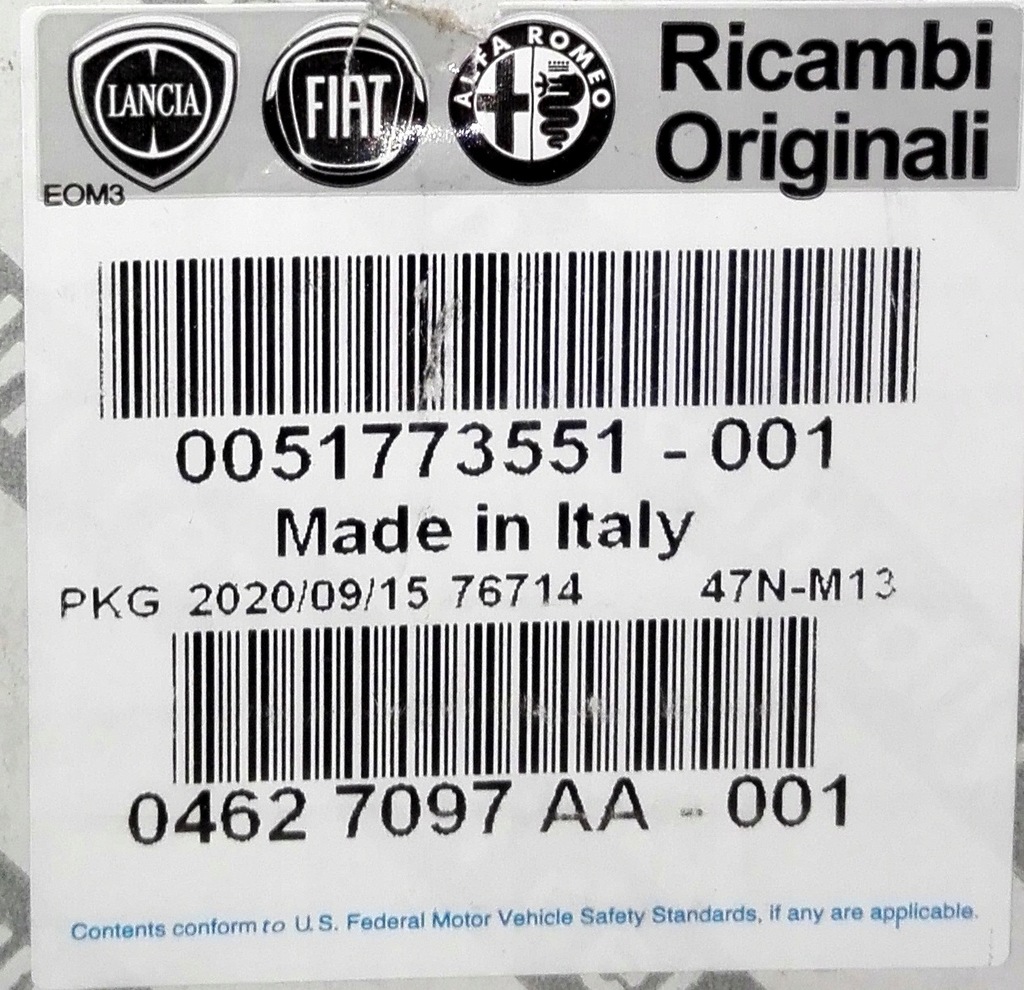 LANCIA FIAT ALFA ROMEO Ricambi
Originali
EOM3
0051773551 - 001
Made in Italy
PKG 2020/09/15 76714 47N-M13
0462 7097 AA - 001
Contents conform to U.S. Federal Motor Vehicle Safety Standards, if any are applicable.